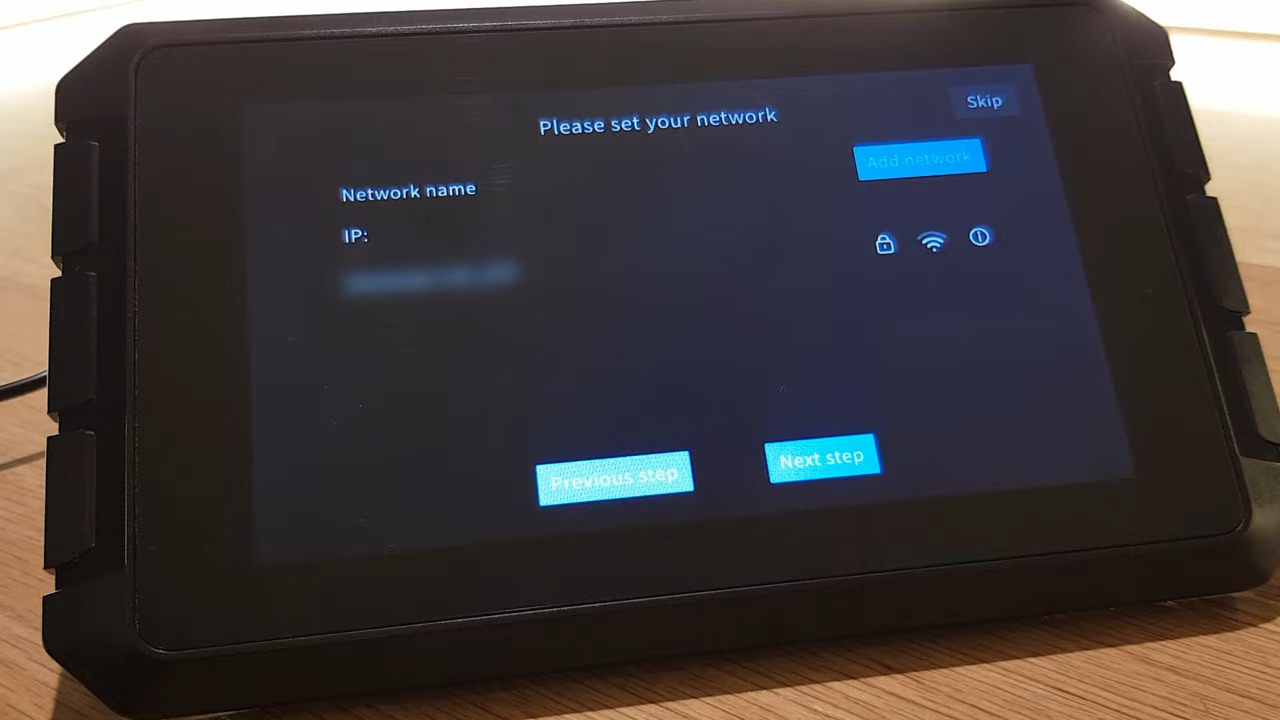 Skip
Please set your network
Add network
Network name
IP:
Previous step
Next step